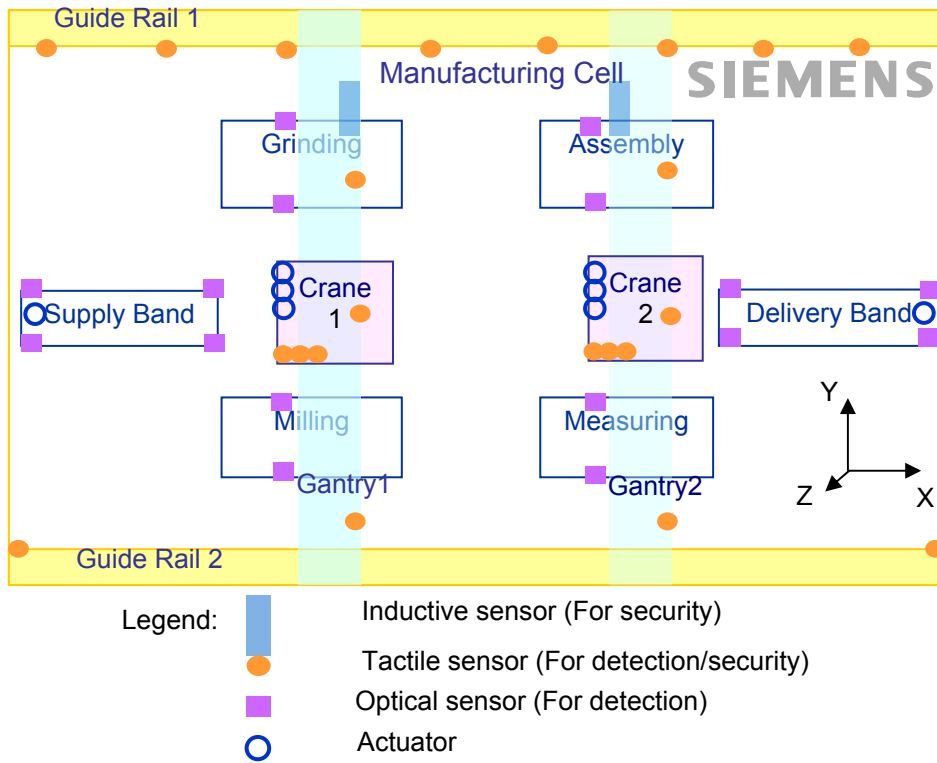 Guide Rail 1
Manufacturing Cell
SIEMENS
Grinding
Assembly
Supply Band
Crane
1
Crane
2
Delivery Band
Milling
Measuring
Gantry1
Gantry2
Y
Z
X
Guide Rail 2
Legend:
Inductive sensor (For security)
Tactile sensor (For detection/security)
Optical sensor (For detection)
Actuator